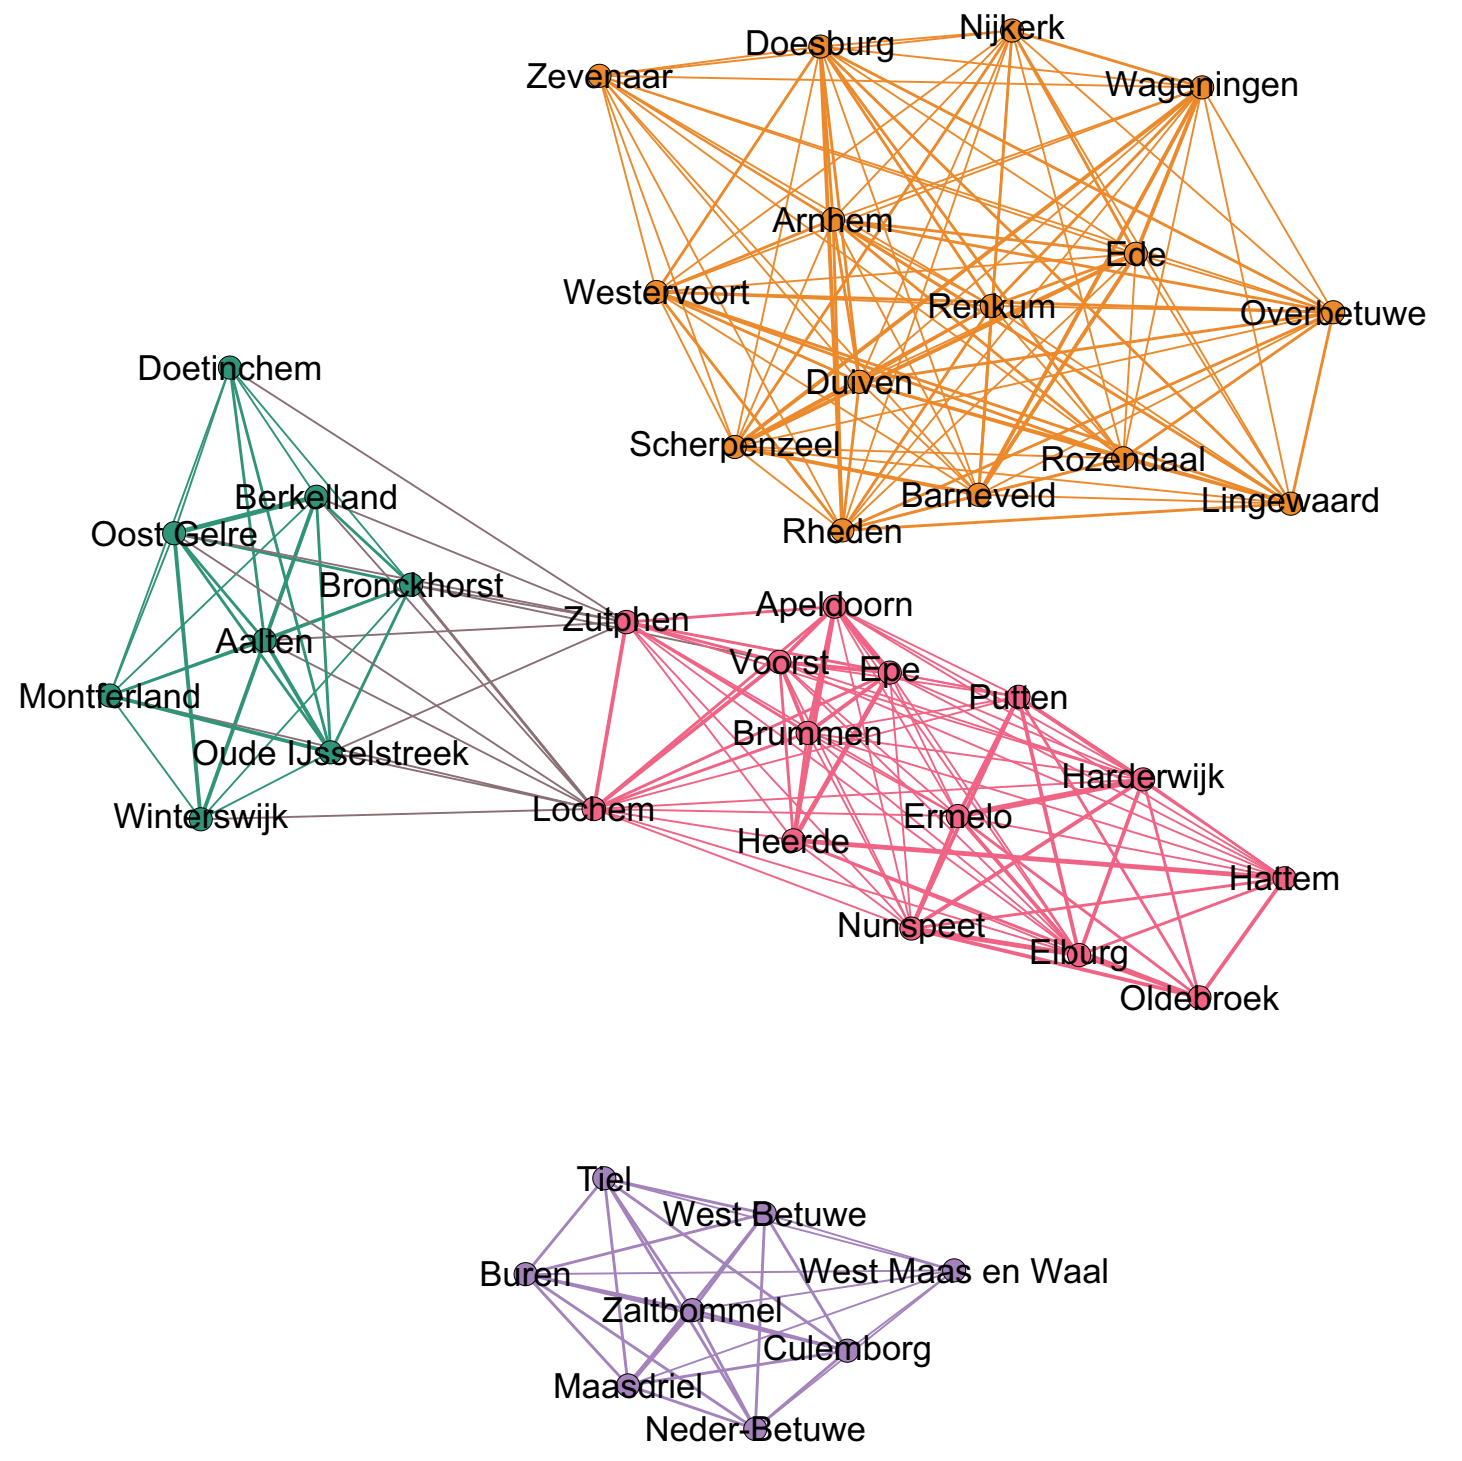 Nijkerk
Doesburg
Zevenaar
Wageningen
Arnhem
Ede
Westervoort
Renkum
Overbetuwe
Doetinchem
Duiven
Scherpenzeel
Rozendaal
Berkelland
Barneveld
Lingewaard
Oost Gelre
Rheden
Bronckhorst
Apeldoorn
Zutphen
Aalten
Voorst
Epe
Montferland
Putten
Brummen
Oude IJsselstreek
Harderwijk
Lochem
Winterswijk
Ermelo
Heerde
Hattem
Nunspeet
Elburg
Oldebroek
Tiel
West Betuwe
Buren
West Maas en Waal
Zaltbommel
Culemborg
Maasdriel
Neder-Betuwe